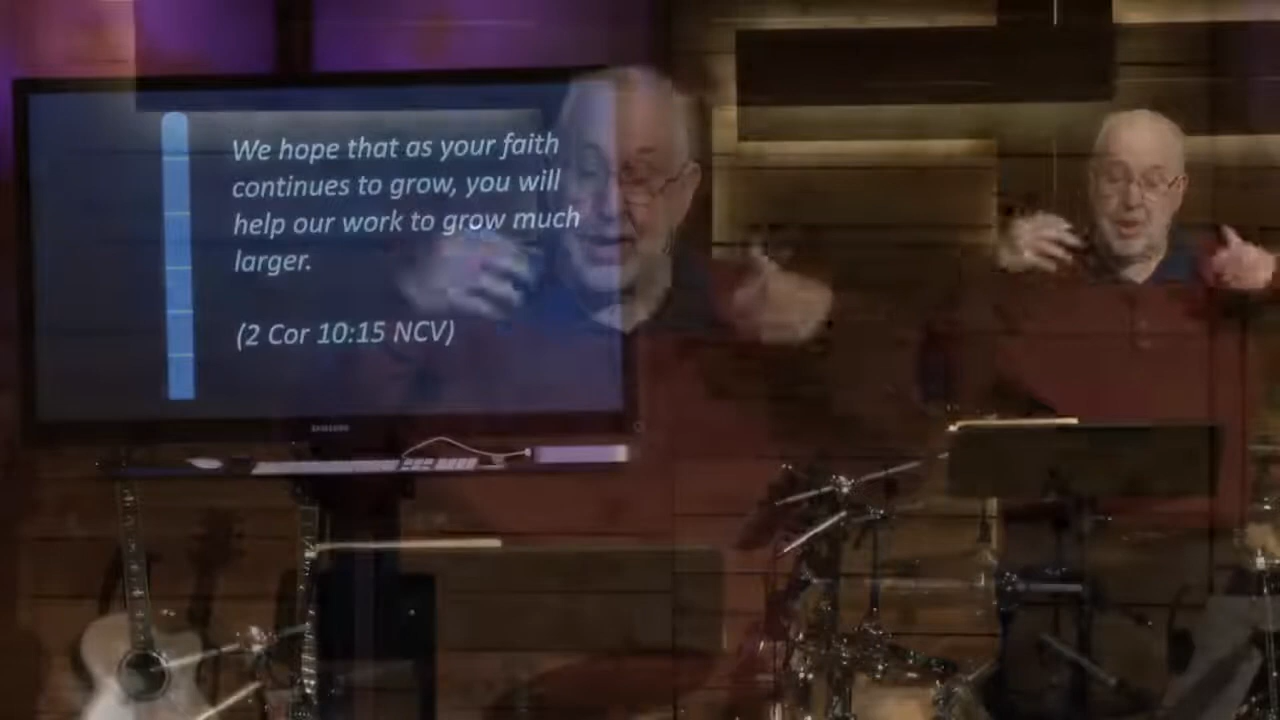 We hope that as your faith
continues to grow, you will
help our work to grow much
larger.
(2 Cor 10:15 NCV)
SAMSUNG